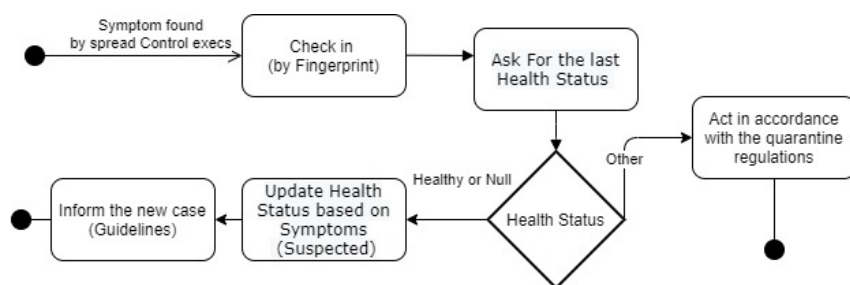 Symptom found
by spread Control execs
Check in
(by Fingerprint)
Ask For the last
Health Status
Act in accordance
with the quarantine
regulations
Other
Healthy or Null
Health Status
Update Health
Status based on
Symptoms
(Suspected)
Inform the new case
(Guidelines)